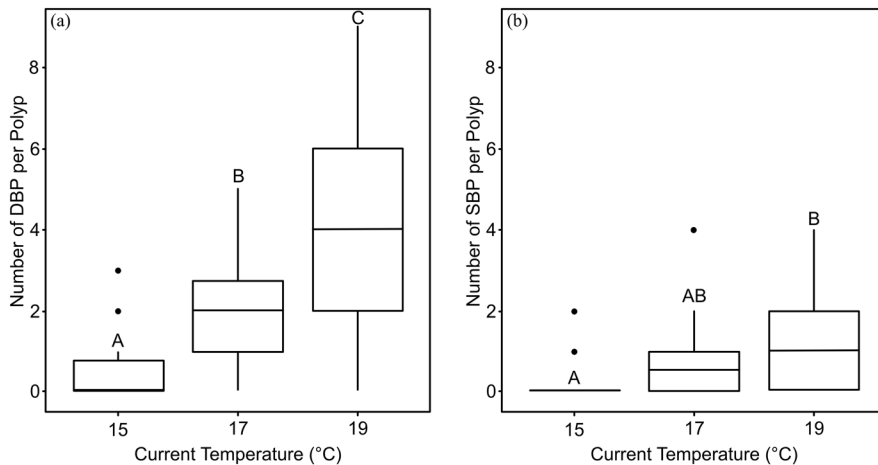 (a)
Number of DBP per Polyp
8
6
4
2
0
A
B
C
15 17 19
Current Temperature (°C)
(b)
Number of SBP per Polyp
8
6
4
2
0
A
AB
B
15 17 19
Current Temperature (°C)